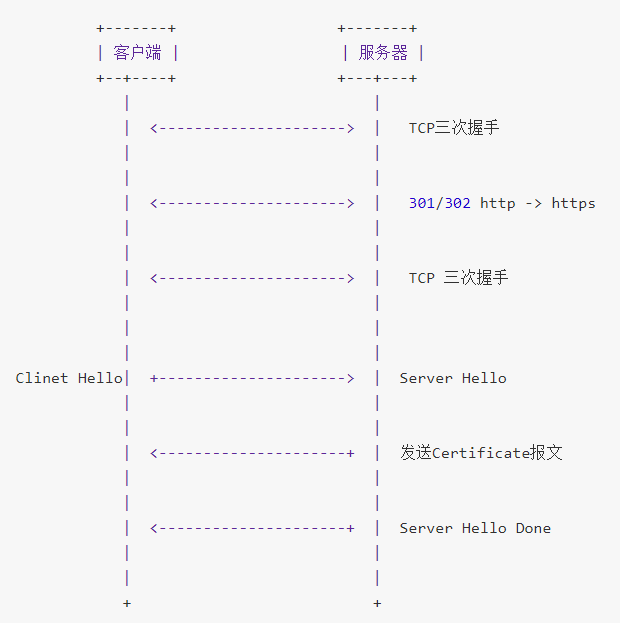 客户端 服务器
TCP三次握手
301/302 http -> https
TCP 三次握手
Clinet Hello Server Hello
发送Certificate报文
Server Hello Done